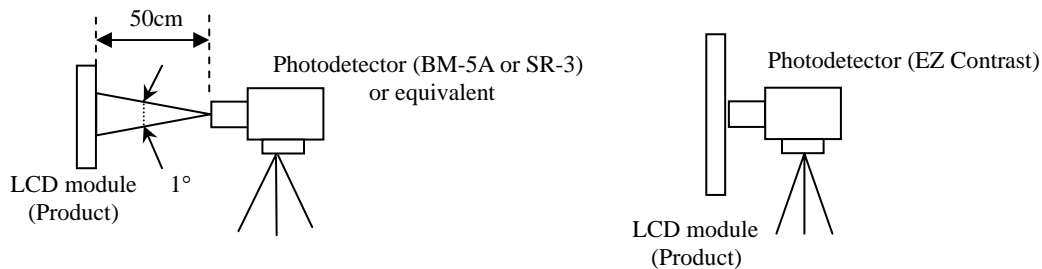 50cm
Photodetector (BM-5A or SR-3)
or equivalent
LCD module
(Product)
1°
Photodetector (EZ Contrast)
LCD module
(Product)